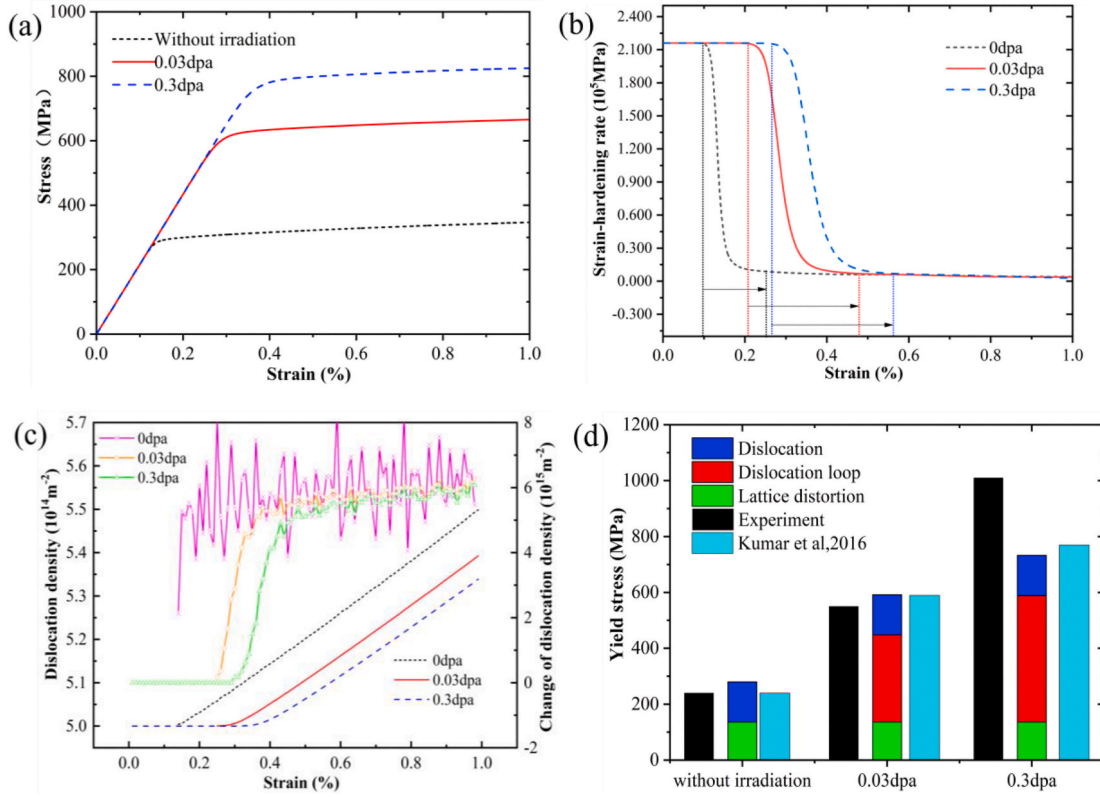 (a)
1000
800
600
400
200
0
Stress (MPa)
Without irradiation
0.03dpa
0.3dpa
0.0
0.2
0.4
0.6
0.8
1.0
Strain (%)
(b)
2.400
2.100
1.800
1.500
1.200
0.900
0.600
0.300
0.000
-0.300
Strain-hardening rate (10⁵MPa)
0dpa
0.03dpa
0.3dpa
0.0
0.2
0.4
0.6
0.8
1.0
Strain (%)
(c)
5.7
5.6
5.5
5.4
5.3
5.2
5.1
5.0
Dislocation density (10¹⁴m⁻²)
0dpa
0.03dpa
0.3dpa
0dpa
0.03dpa
0.3dpa
8
6
4
2
0
-2
Change of dislocation density (10¹⁵m⁻²)
0.0
0.2
0.4
0.6
0.8
1.0
Strain (%)
(d)
1200
1000
800
600
400
200
0
Yield stress (MPa)
Dislocation
Dislocation loop
Lattice distortion
Experiment
Kumar et al,2016
without irradiation
0.03dpa
0.3dpa